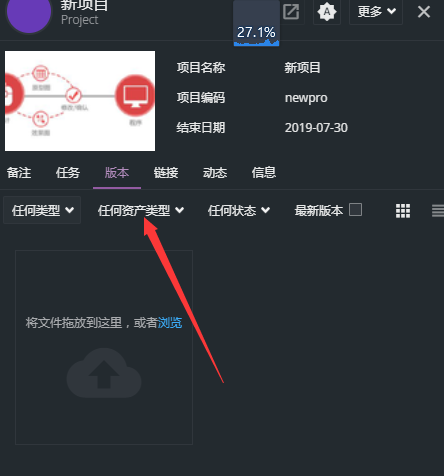 新项目
Project
27.1%
A
更多
项目名称 新项目
项目编码 newpro
结束日期 2019-07-30
备注 任务 版本 链接 动态 信息
任何类型 任何资产类型 任何状态 最新版本
将文件拖放到这里，或者浏览